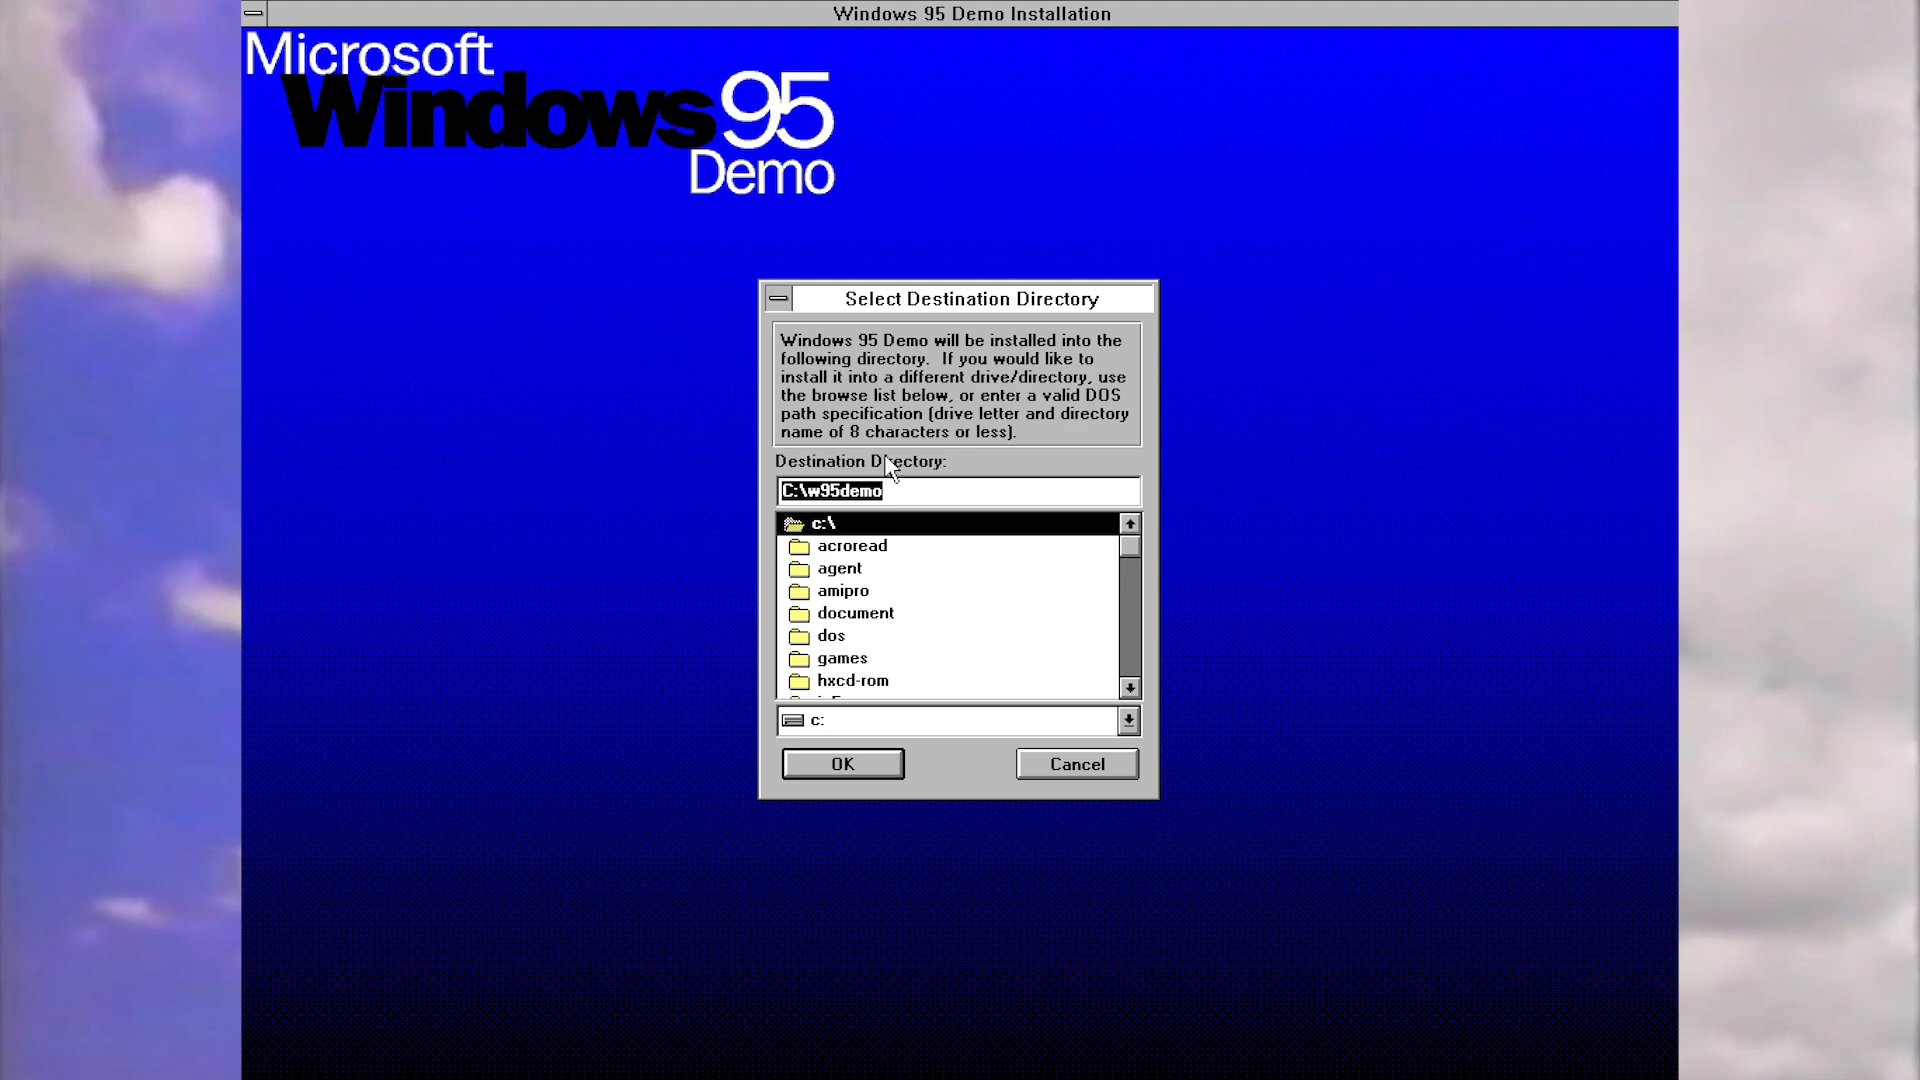 Windows 95 Demo Installation
Microsoft
Windows 95
Demo
Select Destination Directory
Windows 95 Demo will be installed into the
following directory. If you would like to
install it into a different drive/directory, use
the browse list below, or enter a valid DOS
path specification (drive letter and directory
name of 8 characters or less).
Destination Directory:
C:\w95demo
c:\
acroread
agent
amipro
document
dos
games
hxcd-rom
c:
OK Cancel